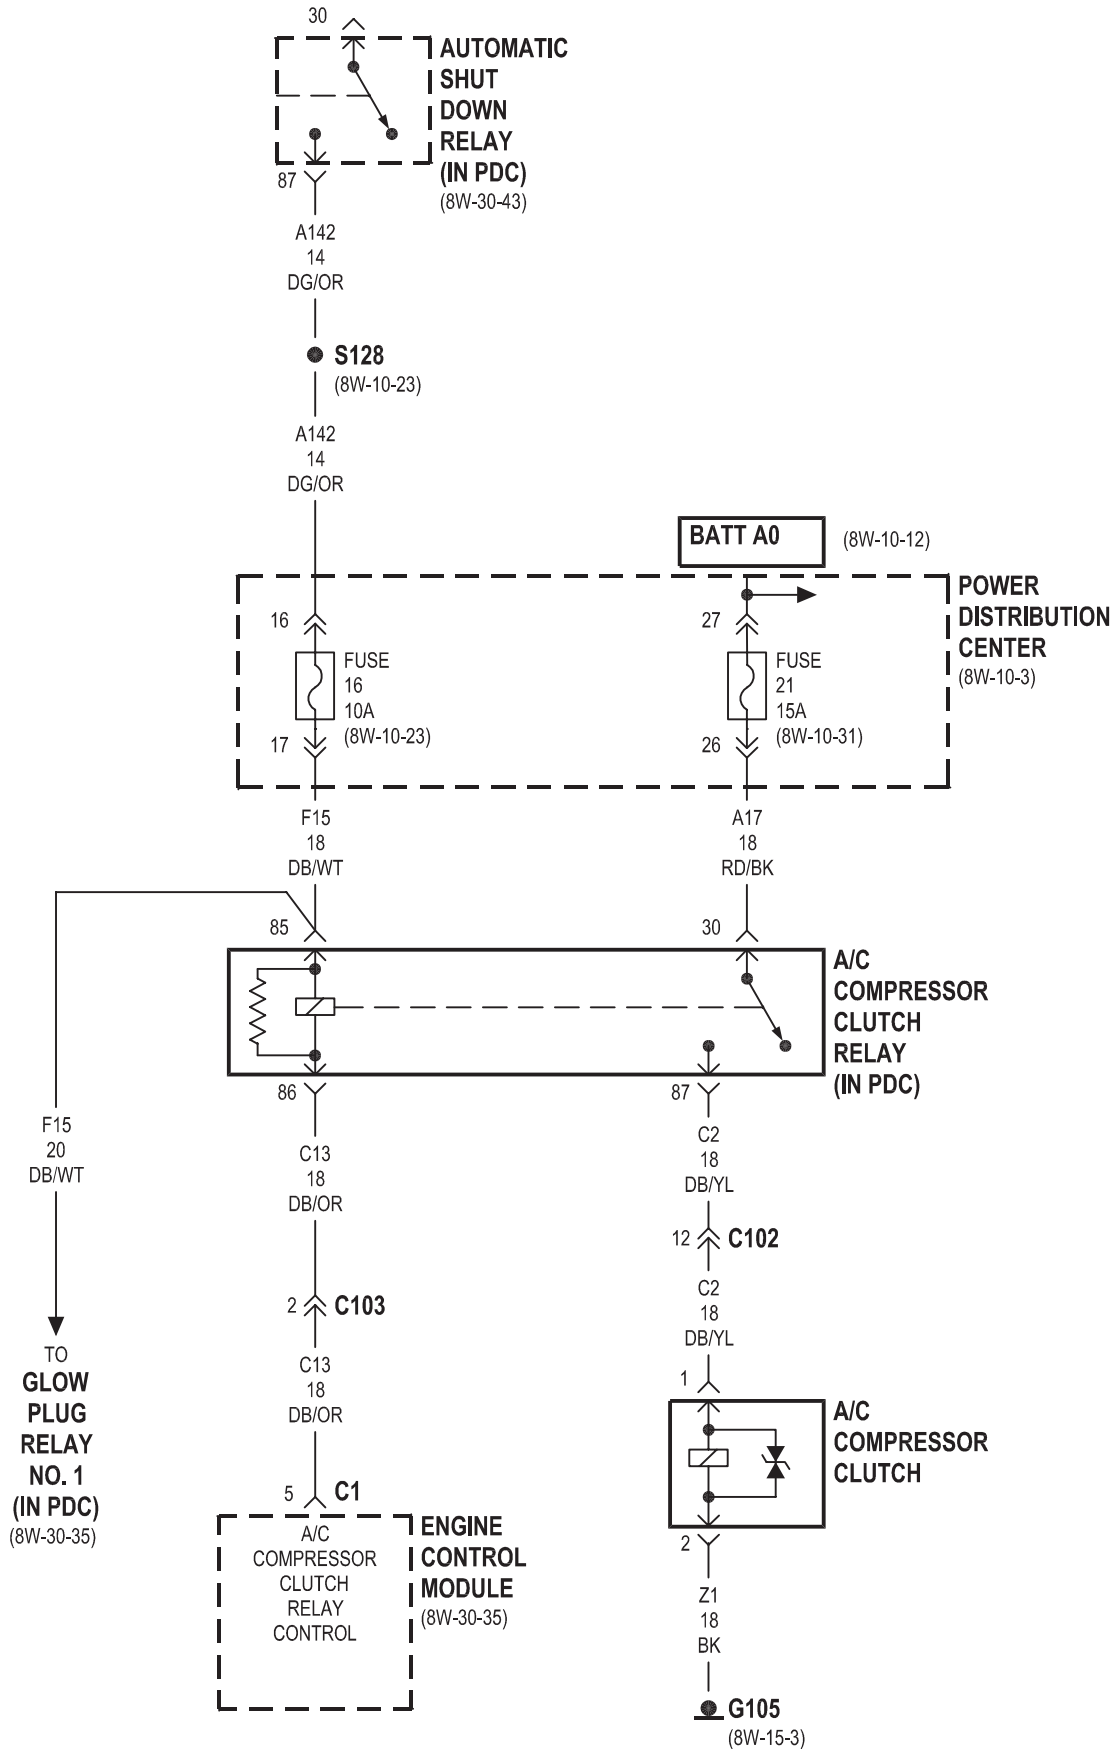 30
AUTOMATIC
SHUT
DOWN
RELAY
(IN PDC)
(8W-30-43)
87
A142
14
DG/OR
S128
(8W-10-23)
A142
14
DG/OR
BATT A0
(8W-10-12)
POWER
DISTRIBUTION
CENTER
(8W-10-3)
16
FUSE
16
10A
(8W-10-23)
17
27
FUSE
21
15A
(8W-10-31)
26
F15
18
DB/WT
A17
18
RD/BK
85
30
A/C
COMPRESSOR
CLUTCH
RELAY
(IN PDC)
86
87
F15
20
DB/WT
C13
18
DB/OR
C2
18
DB/YL
12
C102
C2
18
DB/YL
2
C103
TO
GLOW
PLUG
RELAY
NO. 1
(IN PDC)
(8W-30-35)
C13
18
DB/OR
1
A/C
COMPRESSOR
CLUTCH
5
C1
A/C
COMPRESSOR
CLUTCH
RELAY
CONTROL
ENGINE
CONTROL
MODULE
(8W-30-35)
2
Z1
18
BK
G105
(8W-15-3)